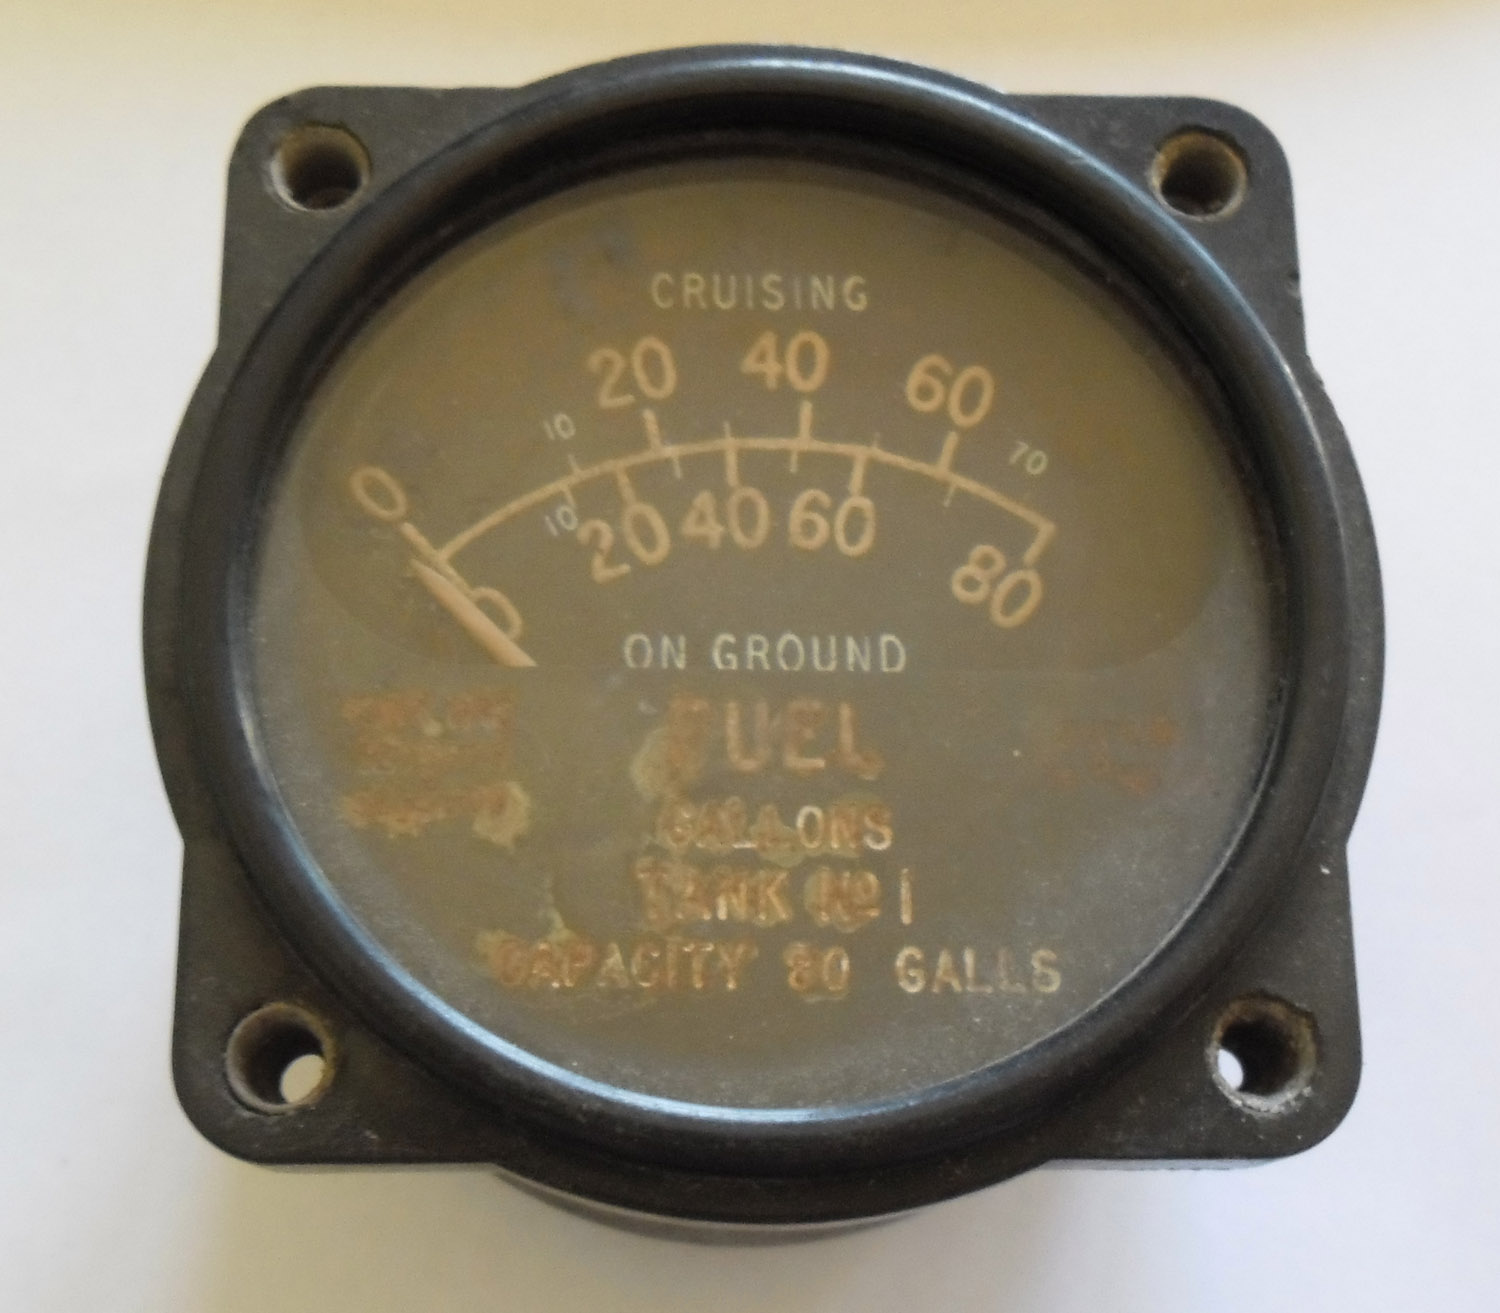 CRUISING
20 40 60
10 70
0
10 20 40 60 80
0
ON GROUND
FUEL
GALLONS
TANK Nº 1
CAPACITY 80 GALLS